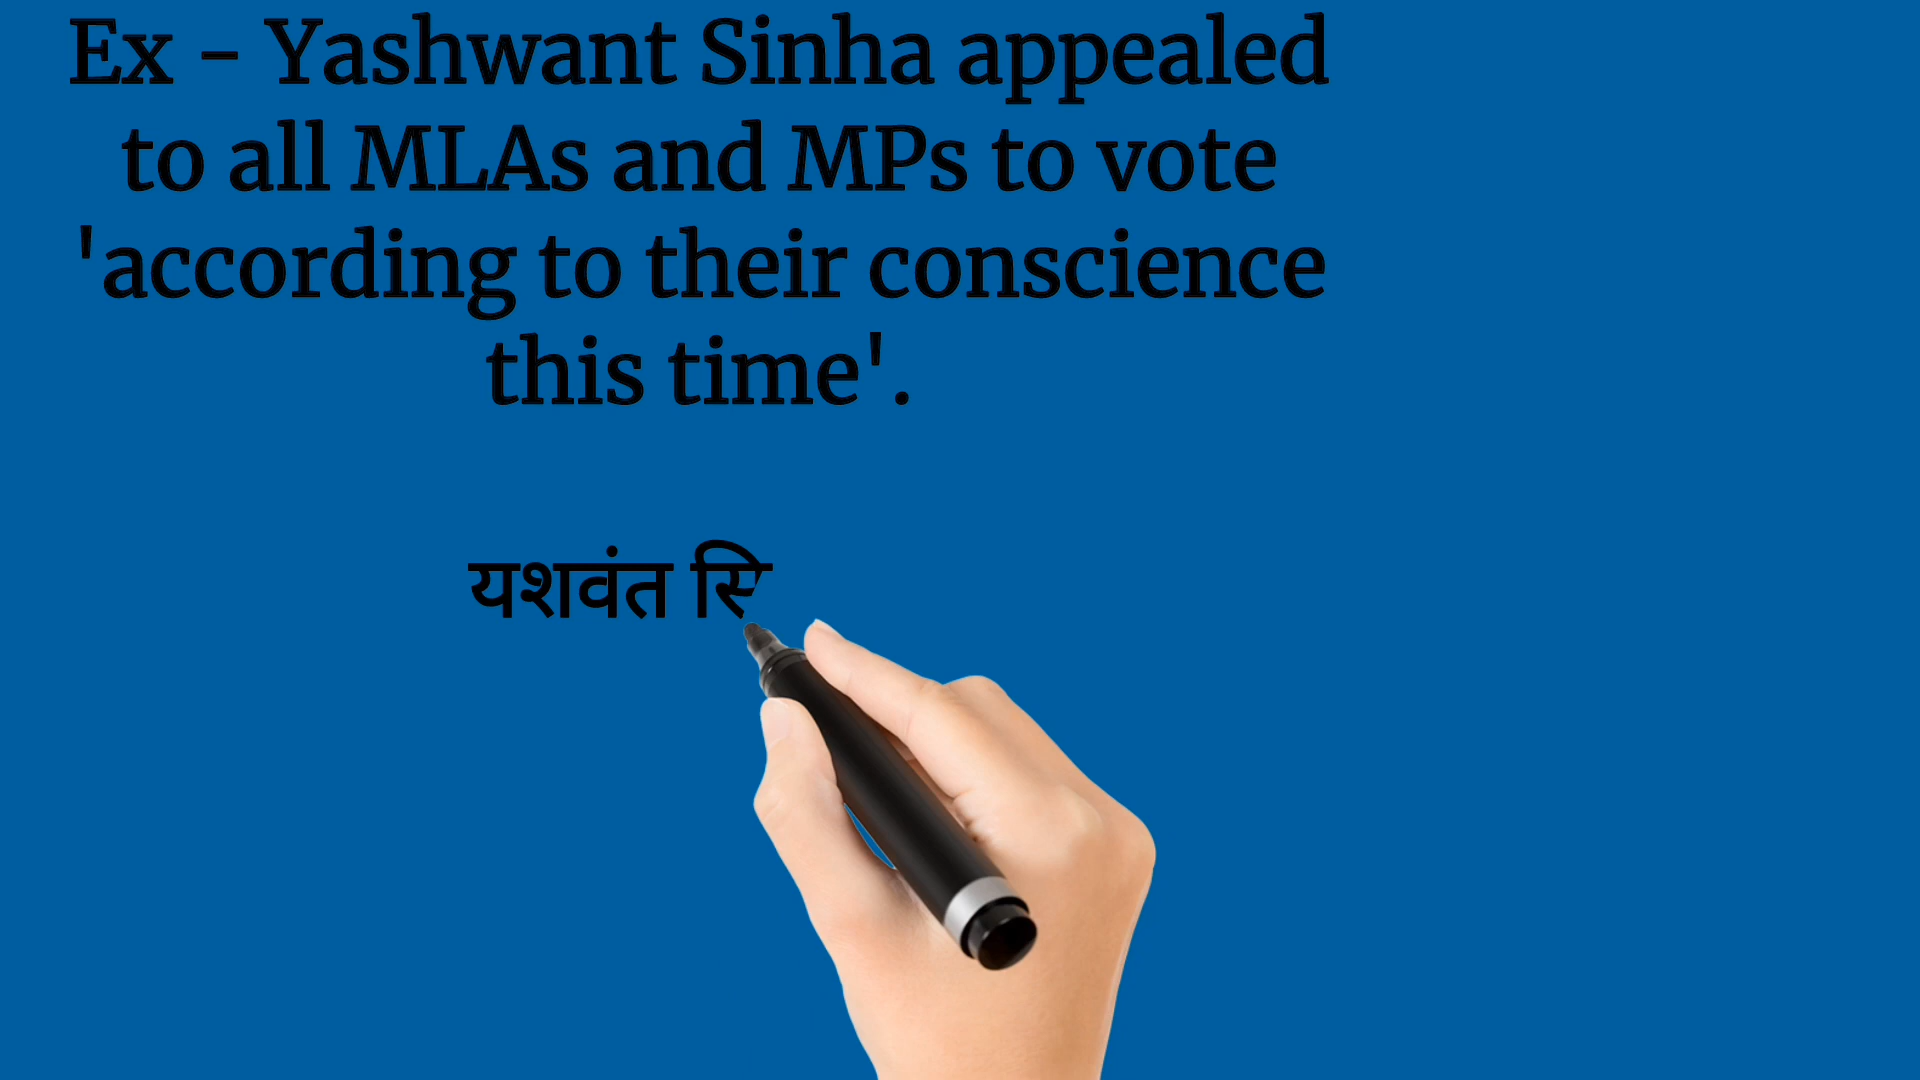 Ex - Yashwant Sinha appealed
to all MLAs and MPs to vote
'according to their conscience
this time'.
यशवंत सि